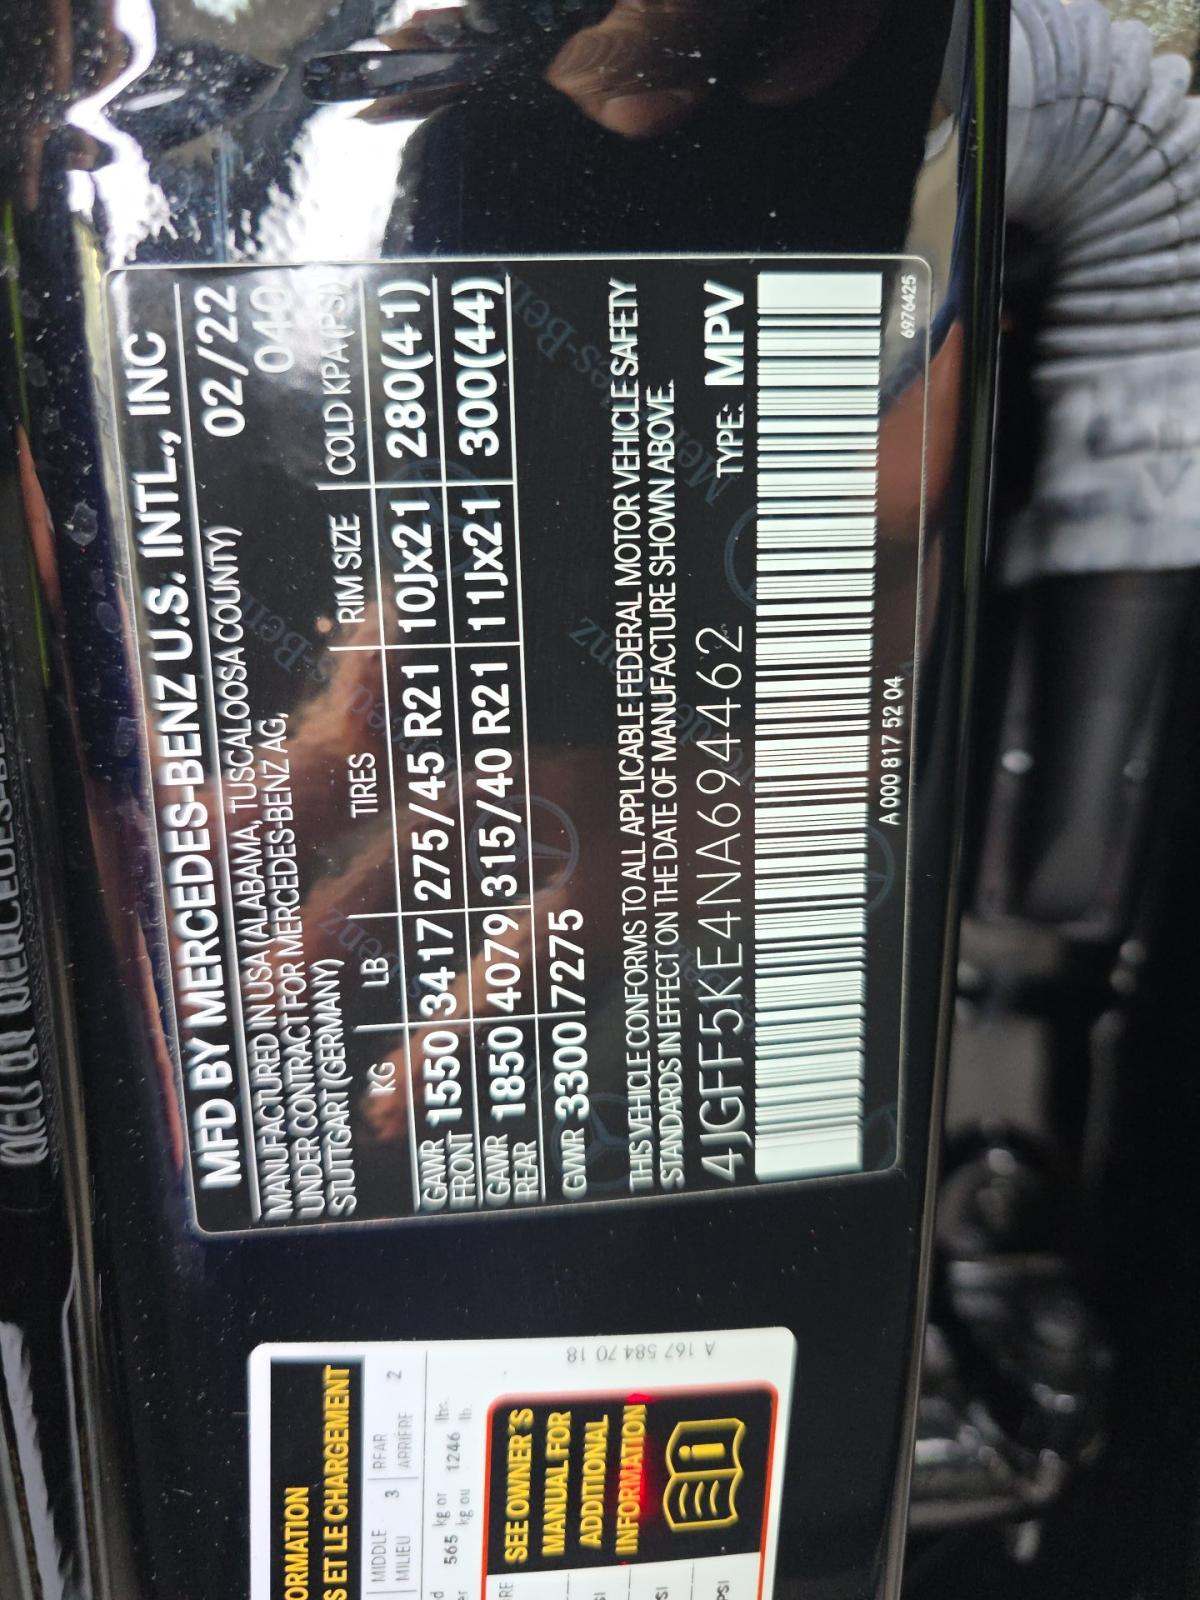 MFD BY MERCEDES-BENZ U.S. INTL., INC
MANUFACTURED IN USA (ALABAMA, TUSCALOOSA COUNTY) 02/22
UNDER CONTRACT FOR MERCEDES-BENZ AG, 040
STUTTGART (GERMANY)
KG LB TIRES RIM SIZE COLD KPA(PSI)
GAWR FRONT 1550 3417 275/45 R21 10Jx21 280(41)
GAWR REAR 1850 4079 315/40 R21 11Jx21 300(44)
GVWR 3300 7275
THIS VEHICLE CONFORMS TO ALL APPLICABLE FEDERAL MOTOR VEHICLE SAFETY
STANDARDS IN EFFECT ON THE DATE OF MANUFACTURE SHOWN ABOVE.
4JGFF5KE4NA694462 TYPE: MPV
A 000 817 52 04
6976425
ORMATION
S ET LE CHARGEMENT
MIDDLE 3 REAR 2
MILIEU ARRIERE
565 kg or 1246 lbs.
kg ou lb.
SEE OWNER'S
MANUAL FOR
ADDITIONAL
INFORMATION
A 167 584 70 18